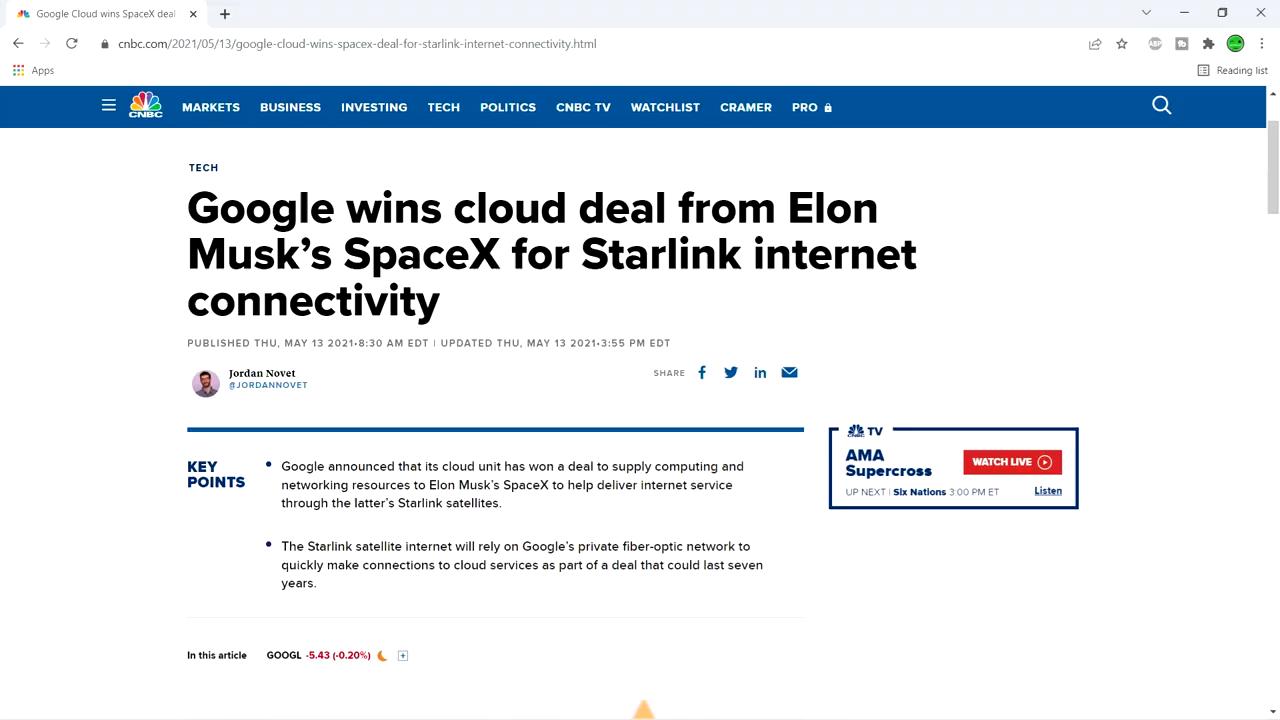 Google Cloud wins SpaceX deal
cnbc.com/2021/05/13/google-cloud-wins-spacex-deal-for-starlink-internet-connectivity.html
ABP
Apps
Reading list
CNBC
MARKETS BUSINESS INVESTING TECH POLITICS CNBC TV WATCHLIST CRAMER PRO
TECH
Google wins cloud deal from Elon
Musk’s SpaceX for Starlink internet
connectivity
PUBLISHED THU, MAY 13 2021•8:30 AM EDT | UPDATED THU, MAY 13 2021•3:55 PM EDT
Jordan Novet
@JORDANNOVET
SHARE
KEY
POINTS
Google announced that its cloud unit has won a deal to supply computing and
networking resources to Elon Musk’s SpaceX to help deliver internet service
through the latter’s Starlink satellites.
The Starlink satellite internet will rely on Google’s private fiber-optic network to
quickly make connections to cloud services as part of a deal that could last seven
years.
CNBC TV
AMA
Supercross
WATCH LIVE
UP NEXT | Six Nations 3:00 PM ET
Listen
In this article
GOOGL -5.43 (-0.20%)